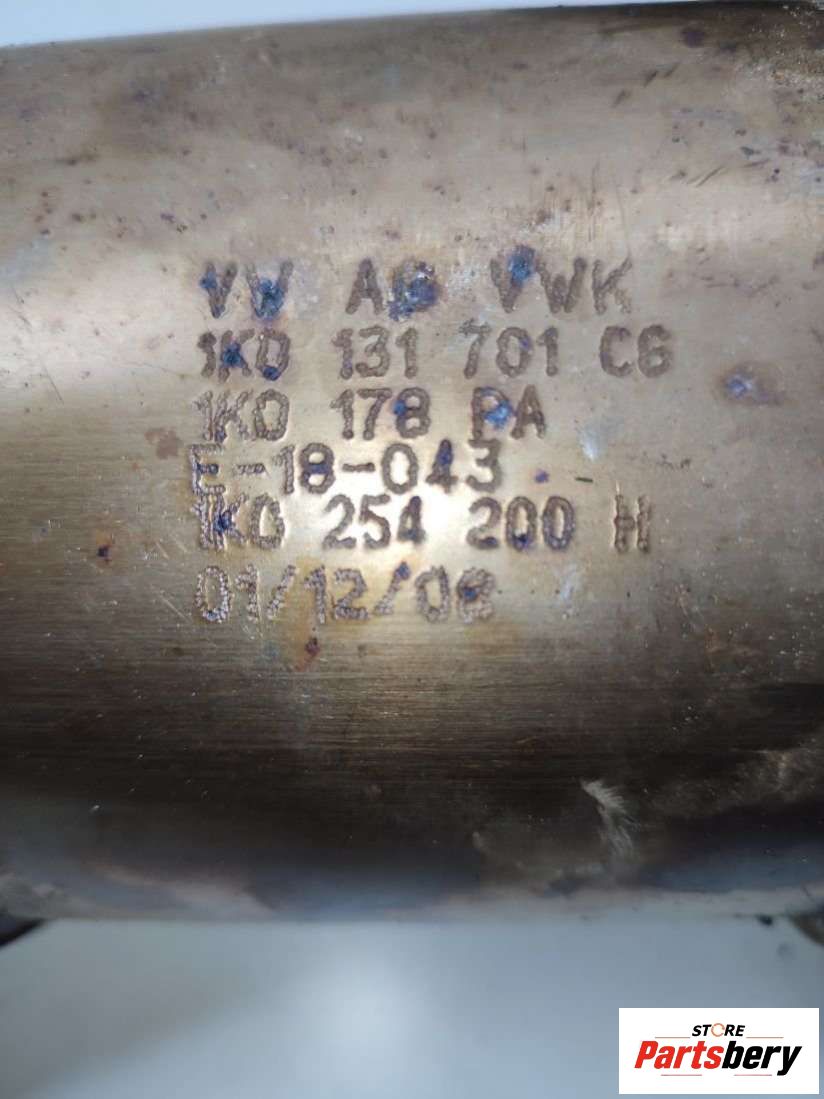 VW AG VWK
1K0 131 701 CG
1K0 178 PA
E-18-043
1K0 254 200 H
01/12/08
STORE
Partsbery